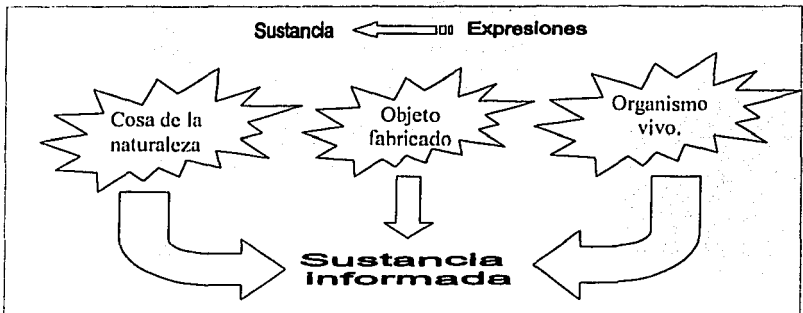 Sustancia Expresiones
Cosa de la
naturaleza
Objeto
fabricado
Organismo
vivo.
Sustancia
informada